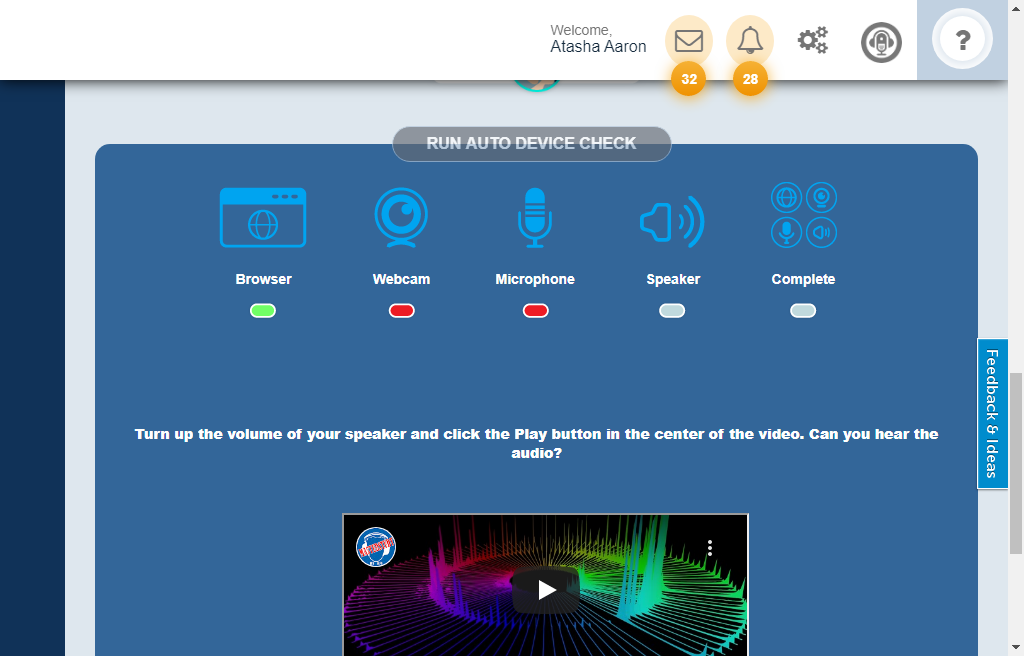 Welcome,
Atasha Aaron
?
32
28
RUN AUTO DEVICE CHECK
Browser
Webcam
Microphone
Speaker
Complete
Feedback & Ideas
Turn up the volume of your speaker and click the Play button in the center of the video. Can you hear the
audio?